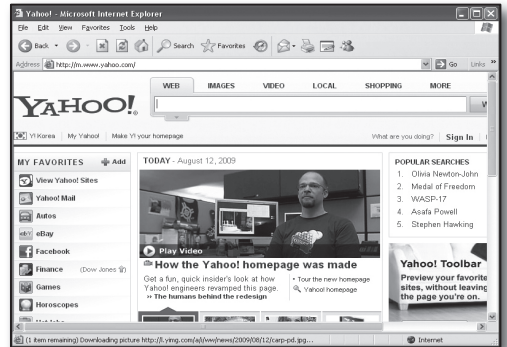 Yahoo! - Microsoft Internet Explorer
File Edit View Favorites Tools Help
Back Search Favorites
Address http://m.www.yahoo.com/ Go Links »
WEB IMAGES VIDEO LOCAL SHOPPING MORE
YAHOO!
W
Y! Korea My Yahoo! Make Y! your homepage What are you doing? Sign In
MY FAVORITES Add
View Yahoo! Sites
Yahoo! Mail
Autos
eBay
Facebook
Finance (Dow Jones)
Games
Horoscopes
HotJobs
TODAY - August 12, 2009
Play Video
How the Yahoo! homepage was made
Get a fun, quick insider's look at how
Yahoo! engineers revamped this page.
» The humans behind the redesign
• Tour the new homepage
Yahoo! homepage
POPULAR SEARCHES
1. Olivia Newton-John
2. Medal of Freedom
3. WASP-17
4. Asafa Powell
5. Stephen Hawking
Yahoo! Toolbar
Preview your favorite
sites, without leaving
the page you're on.
(1 item remaining) Downloading picture http://l.yimg.com/a/i/ww/news/2009/08/12/carp-pd.jpg... Internet